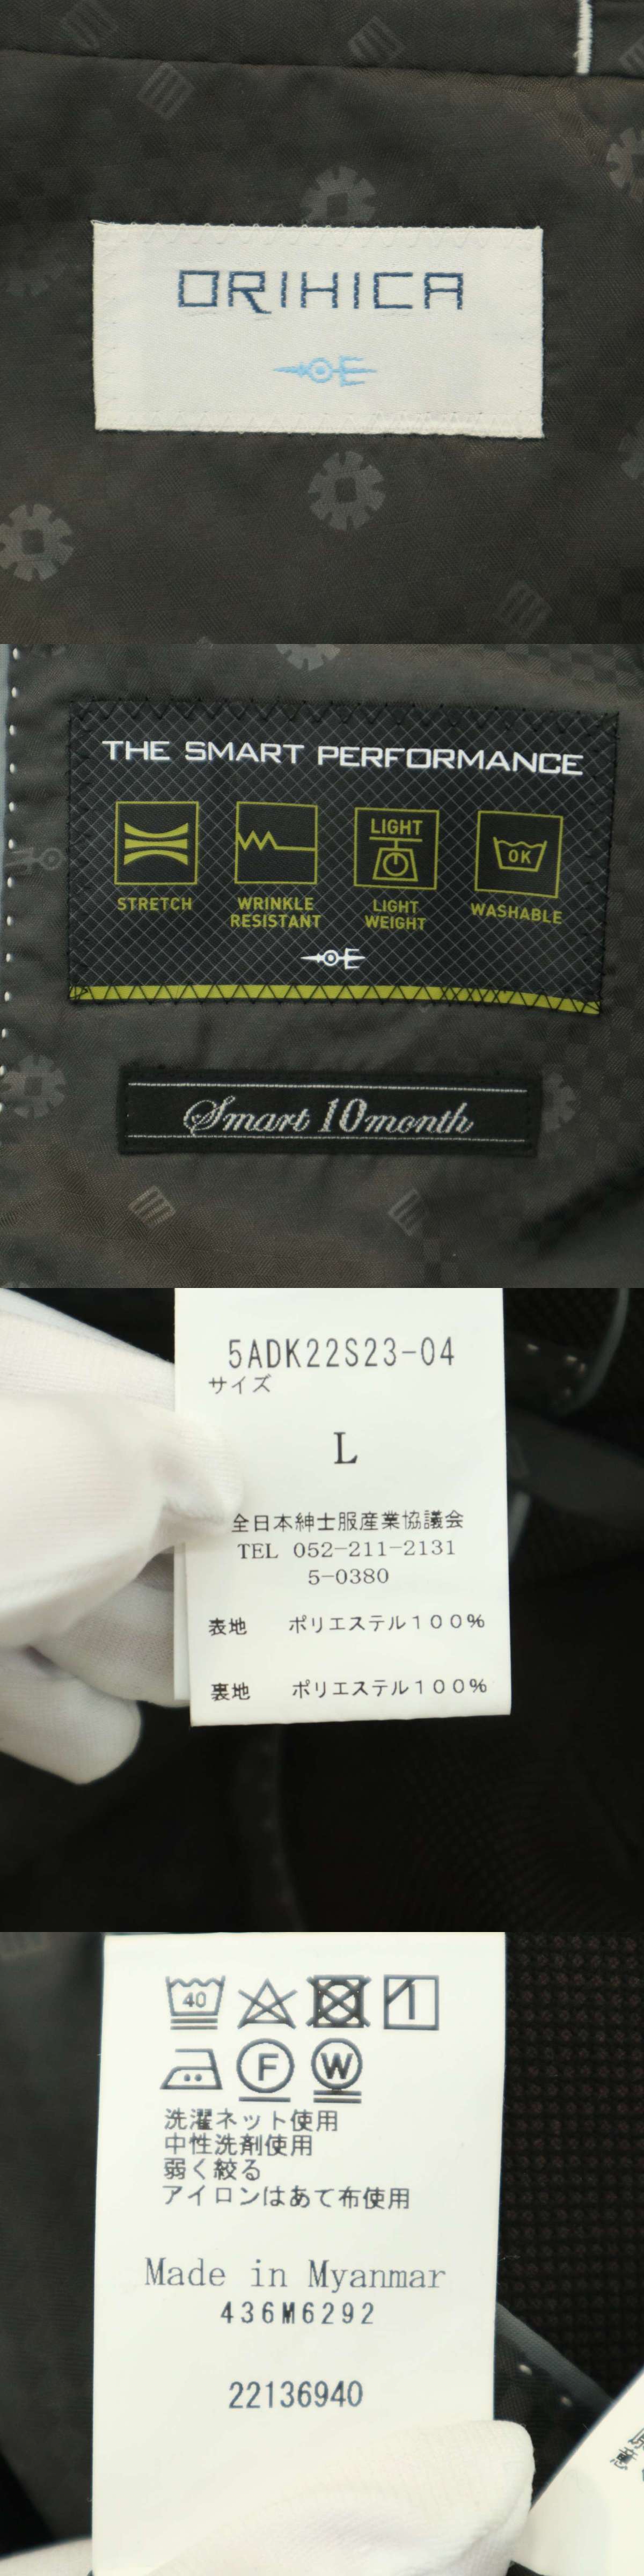 ORIHICA
THE SMART PERFORMANCE
STRETCH
WRINKLE
RESISTANT
LIGHT
LIGHT
WEIGHT
OK
WASHABLE
Smart 10month
5ADK22S23-04
サイズ
L
全日本紳士服産業協議会
TEL 052-211-2131
5-0380
表地 ポリエステル100%
裏地 ポリエステル100%
40
F W
洗濯ネット使用
中性洗剤使用
弱く絞る
アイロンはあて布使用
Made in Myanmar
436M6292
22136940